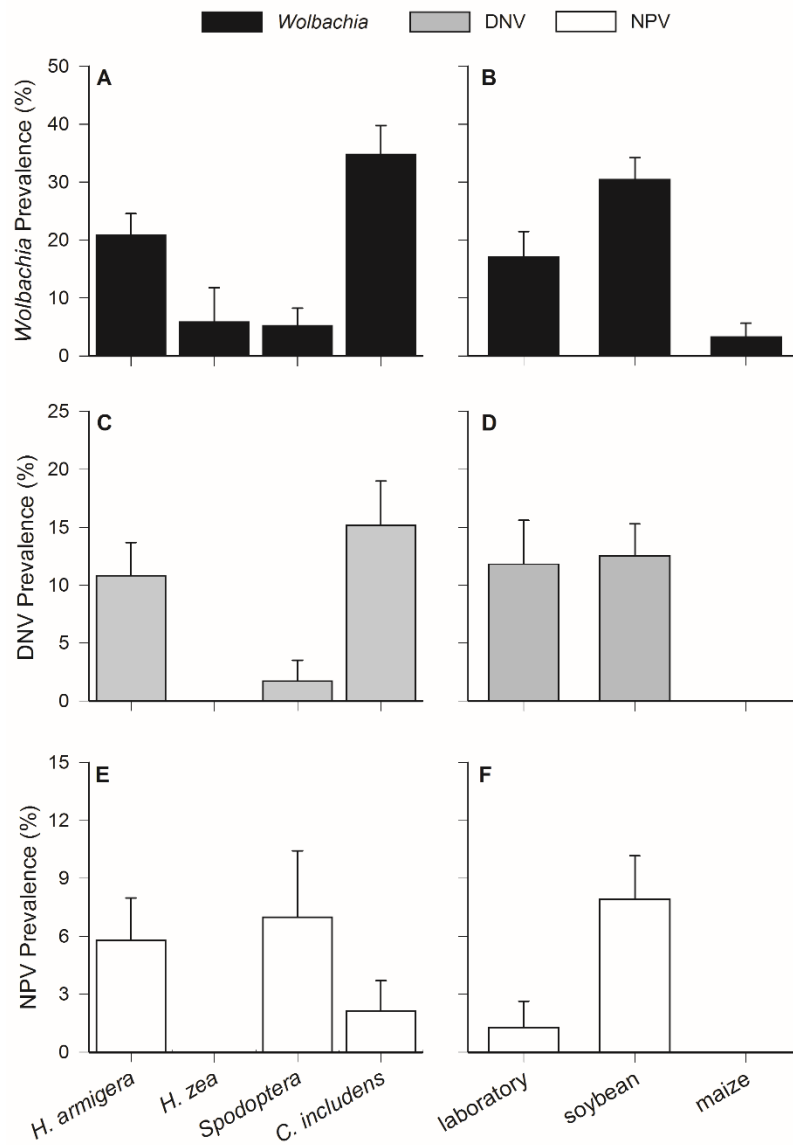 Wolbachia DNV NPV
A B
Wolbachia Prevalence (%)
50
40
30
20
10
0
C D
DNV Prevalence (%)
25
20
15
10
5
0
E F
NPV Prevalence (%)
15
12
9
6
3
0
H. armigera H. zea Spodoptera C. includens laboratory soybean maize